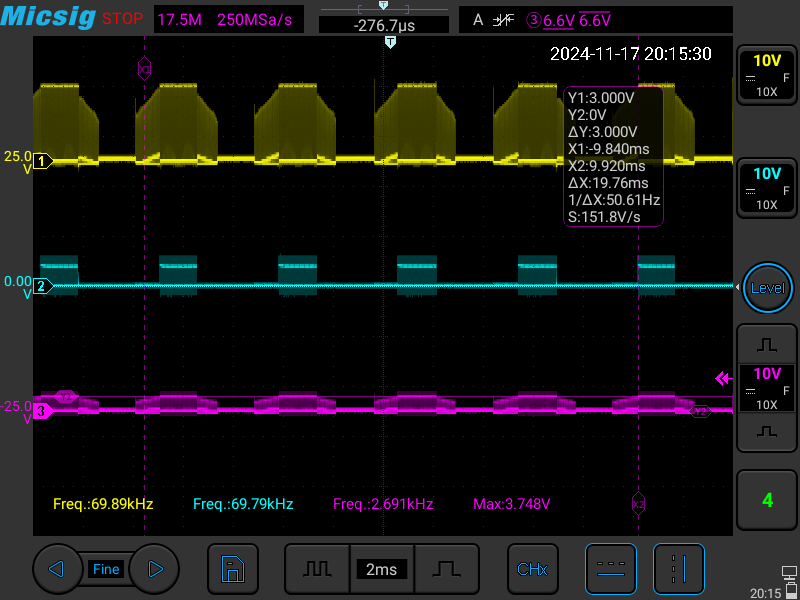 Micsig STOP 17.5M 250MSa/s -276.7μs A 3 6.6V 6.6V
T
2024-11-17 20:15:30
X1
10V
F
10X
Y1:3.000V
Y2:0V
ΔY:3.000V
X1:-9.840ms
X2:9.920ms
ΔX:19.76ms
1/ΔX:50.61Hz
S:151.8V/s
25.0
V
1
10V
F
10X
0.00
V
2
Level
10V
F
10X
-25.0
V
3
Y1
Y2
Freq.:69.89kHz Freq.:69.79kHz Freq.:2.691kHz Max:3.748V
X2
4
Fine 2ms CHx
20:15